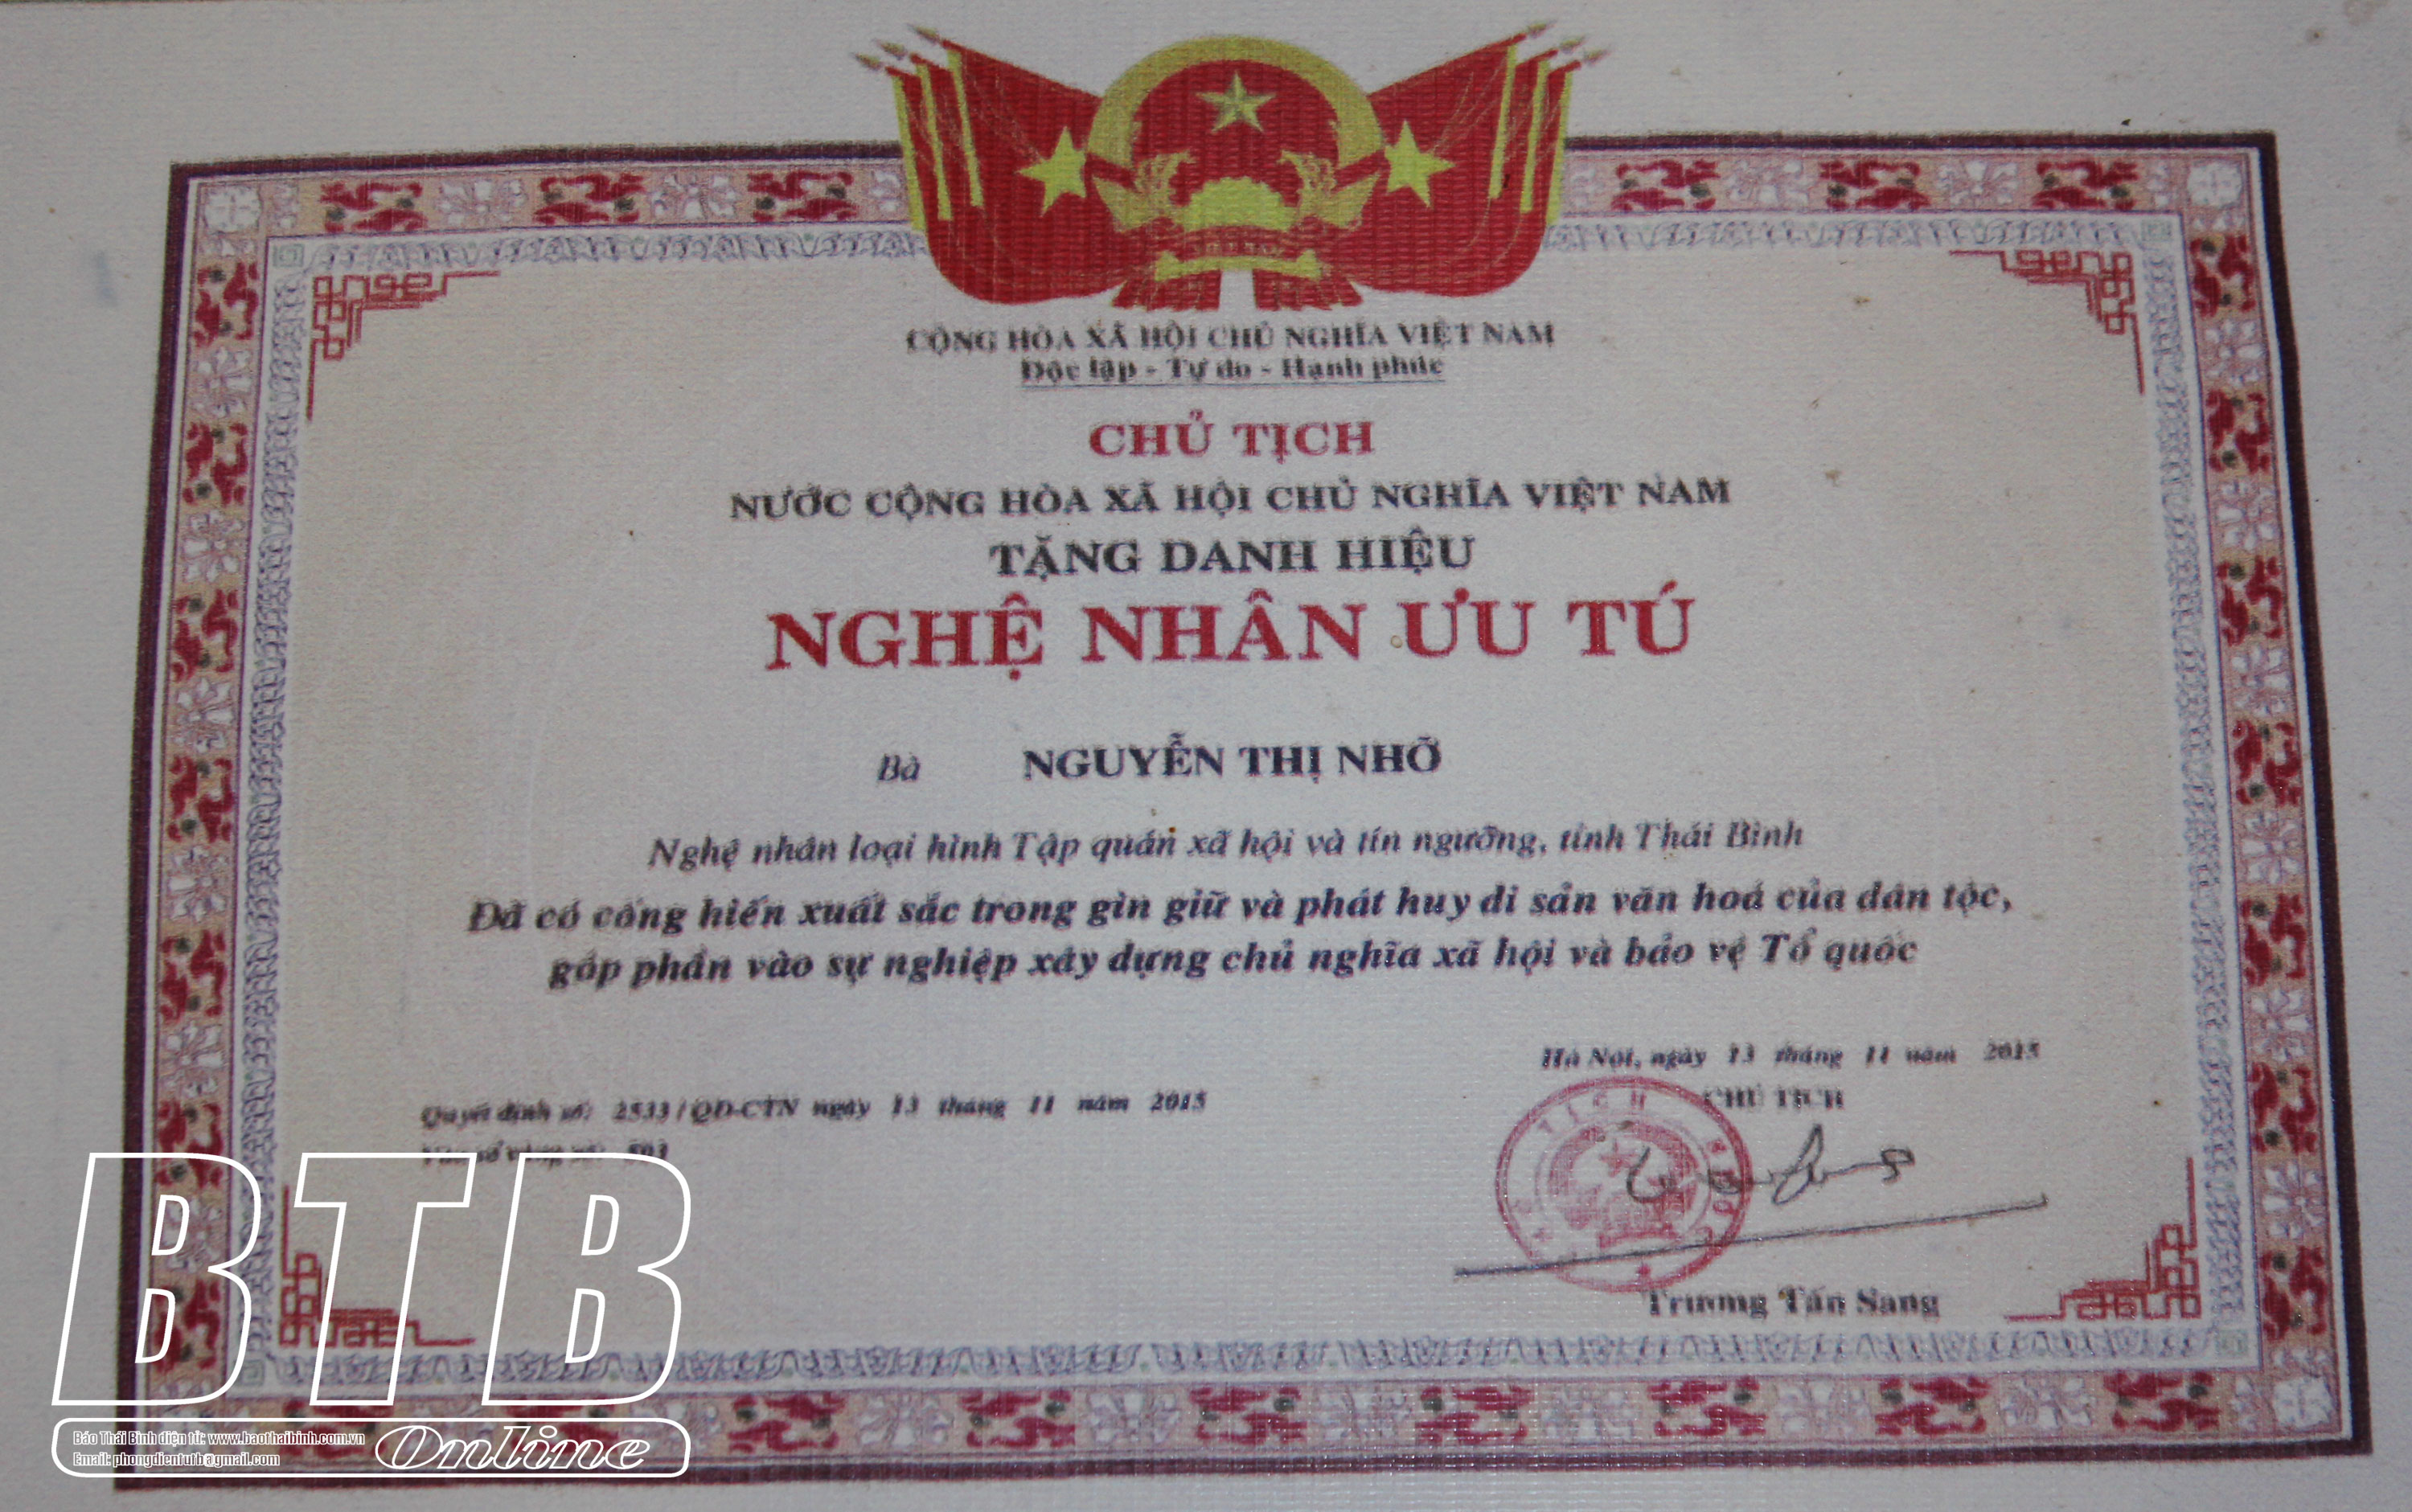 CỘNG HÒA XÃ HỘI CHỦ NGHĨA VIỆT NAM
Độc lập - Tự do - Hạnh phúc
CHỦ TỊCH
NƯỚC CỘNG HÒA XÃ HỘI CHỦ NGHĨA VIỆT NAM
TẶNG DANH HIỆU
NGHỆ NHÂN ƯU TÚ
Bà NGUYỄN THỊ NHỠ
Nghệ nhân loại hình Tập quán xã hội và tín ngưỡng, tỉnh Thái Bình
Đã có cống hiến xuất sắc trong gìn giữ và phát huy di sản văn hoá của dân tộc,
góp phần vào sự nghiệp xây dựng chủ nghĩa xã hội và bảo vệ Tổ quốc
Hà Nội, ngày 13 tháng 11 năm 2015
CHỦ TỊCH
Quyết định số: 2533 / QĐ-CTN ngày 13 tháng 11 năm 2015
Vào sổ vàng số: 503
Trương Tấn Sang
BTB
Online
Báo Thái Bình điện tử: www.baothaibinh.com.vn
Email: phongdientutb@gmail.com